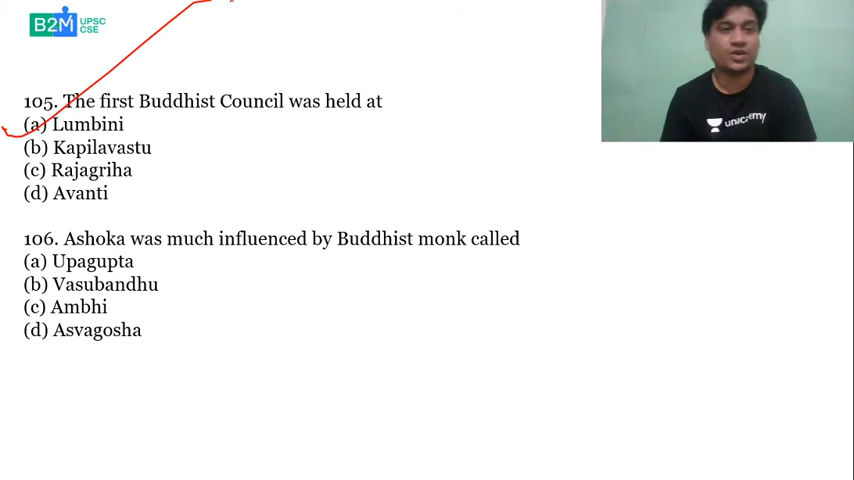 B2M UPSC
CSE
unacademy
105. The first Buddhist Council was held at
(a) Lumbini
(b) Kapilavastu
(c) Rajagriha
(d) Avanti
106. Ashoka was much influenced by Buddhist monk called
(a) Upagupta
(b) Vasubandhu
(c) Ambhi
(d) Asvagosha